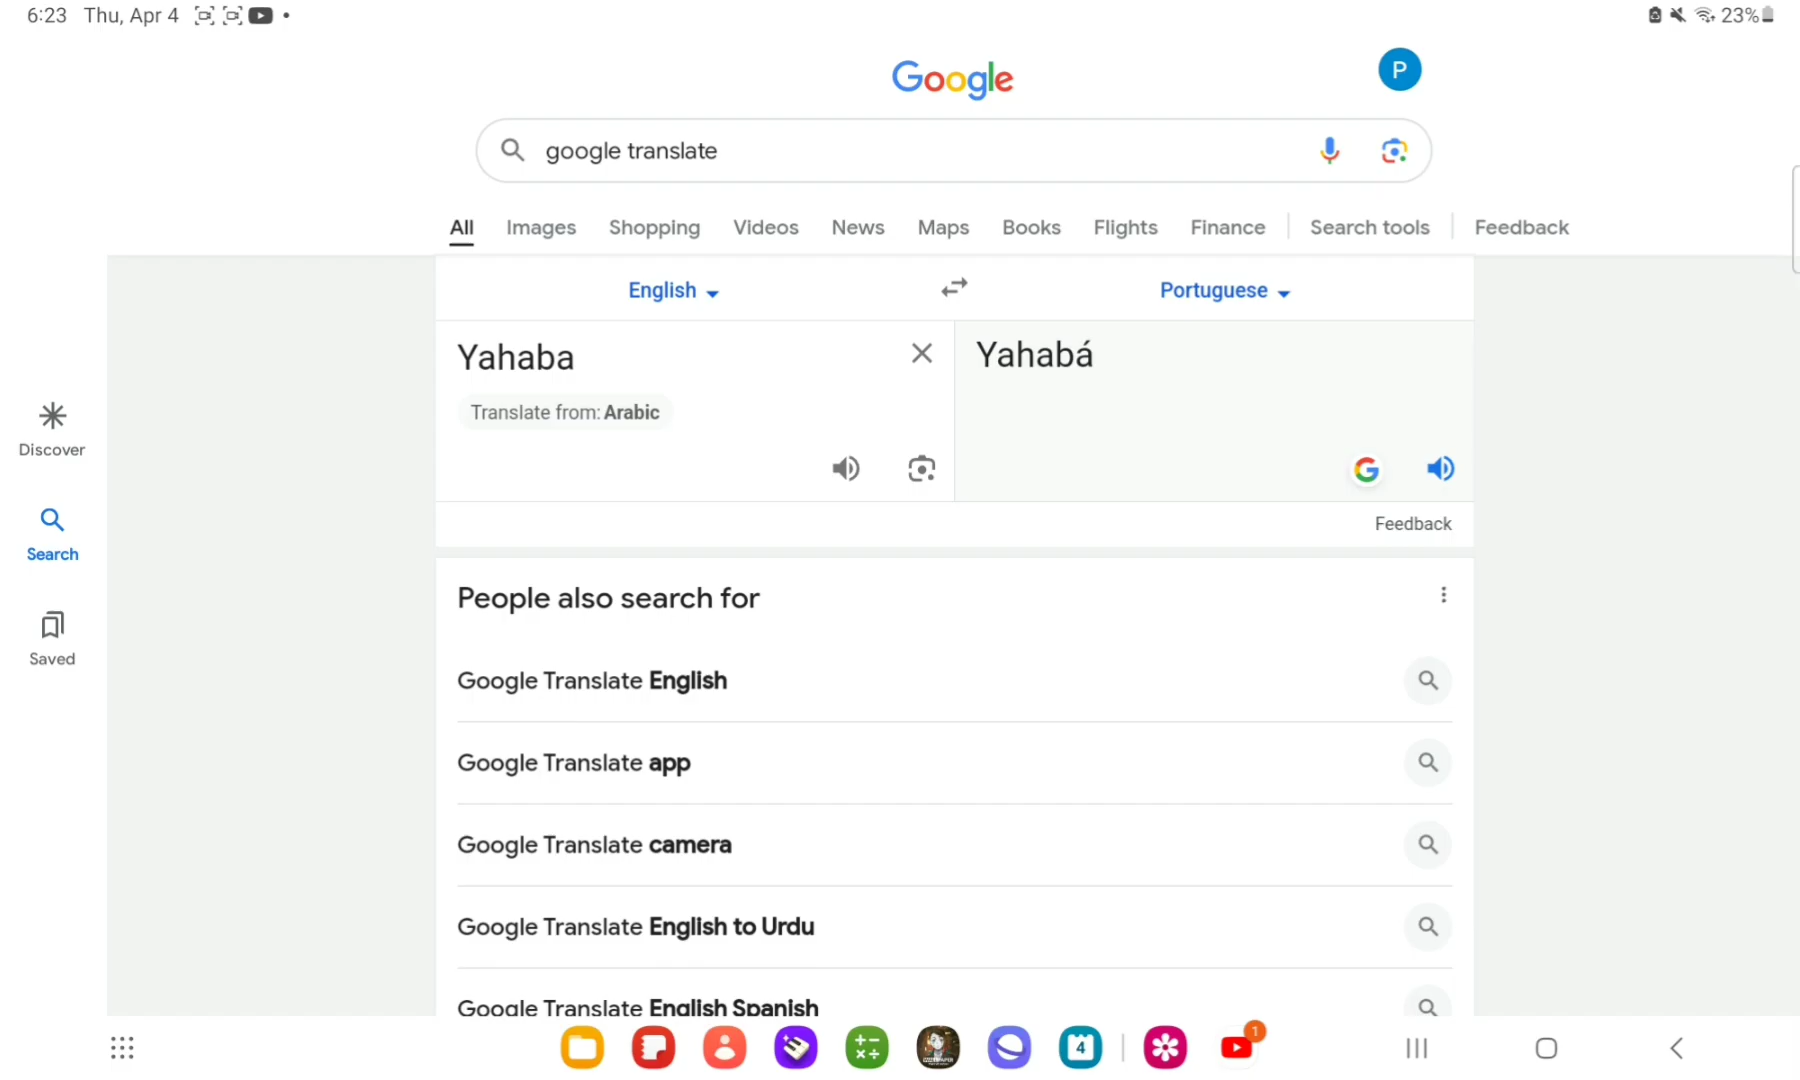 6:23 Thu, Apr 4
23%
Google
P
google translate
All Images Shopping Videos News Maps Books Flights Finance Search tools Feedback
English Portuguese
Yahaba
Yahabá
Translate from: Arabic
Feedback
Discover
Search
Saved
People also search for
Google Translate English
Google Translate app
Google Translate camera
Google Translate English to Urdu
Google Translate English Spanish
4
1